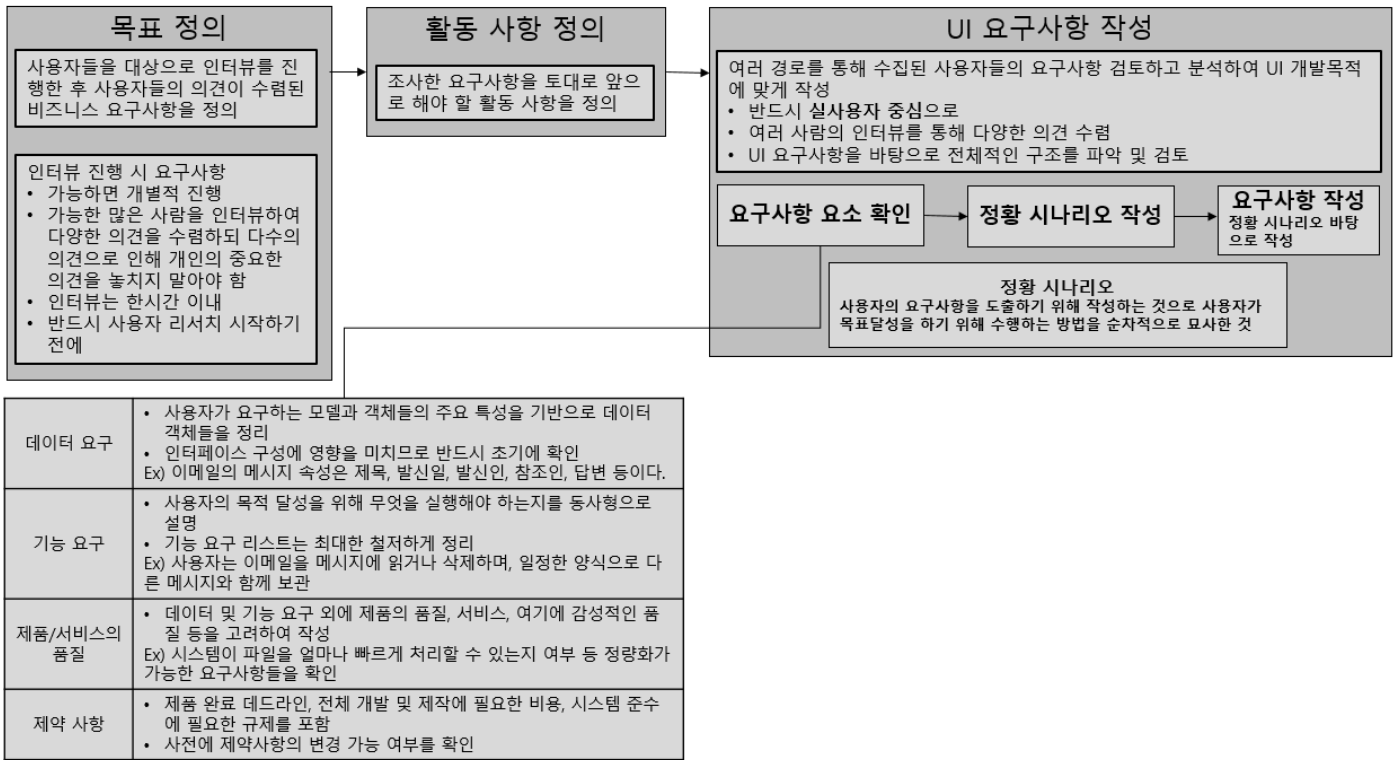 목표 정의
사용자들을 대상으로 인터뷰를 진
행한 후 사용자들의 의견이 수렴된
비즈니스 요구사항을 정의
인터뷰 진행 시 요구사항
• 가능하면 개별적 진행
• 가능한 많은 사람을 인터뷰하여
다양한 의견을 수렴하되 다수의
의견으로 인해 개인의 중요한
의견을 놓치지 말아야 함
• 인터뷰는 한시간 이내
• 반드시 사용자 리서치 시작하기
전에
활동 사항 정의
조사한 요구사항을 토대로 앞으
로 해야 할 활동 사항을 정의
UI 요구사항 작성
여러 경로를 통해 수집된 사용자들의 요구사항 검토하고 분석하여 UI 개발목적
에 맞게 작성
• 반드시 실사용자 중심으로
• 여러 사람의 인터뷰를 통해 다양한 의견 수렴
• UI 요구사항을 바탕으로 전체적인 구조를 파악 및 검토
요구사항 요소 확인
정황 시나리오 작성
요구사항 작성
정황 시나리오 바탕
으로 작성
정황 시나리오
사용자의 요구사항을 도출하기 위해 작성하는 것으로 사용자가
목표달성을 하기 위해 수행하는 방법을 순차적으로 묘사한 것
데이터 요구
• 사용자가 요구하는 모델과 객체들의 주요 특성을 기반으로 데이터
객체들을 정리
• 인터페이스 구성에 영향을 미치므로 반드시 초기에 확인
Ex) 이메일의 메시지 속성은 제목, 발신일, 발신인, 참조인, 답변 등이다.
기능 요구
• 사용자의 목적 달성을 위해 무엇을 실행해야 하는지를 동사형으로
설명
• 기능 요구 리스트는 최대한 철저하게 정리
Ex) 사용자는 이메일을 메시지에 읽거나 삭제하며, 일정한 양식으로 다
른 메시지와 함께 보관
제품/서비스의
품질
• 데이터 및 기능 요구 외에 제품의 품질, 서비스, 여기에 감성적인 품
질 등을 고려하여 작성
Ex) 시스템이 파일을 얼마나 빠르게 처리할 수 있는지 여부 등 정량화가
가능한 요구사항들을 확인
제약 사항
• 제품 완료 데드라인, 전체 개발 및 제작에 필요한 비용, 시스템 준수
에 필요한 규제를 포함
• 사전에 제약사항의 변경 가능 여부를 확인